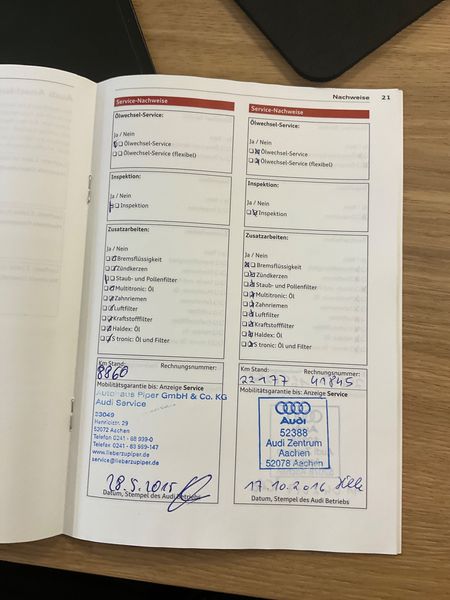 Nachweise 21
Service-Nachweise
Ölwechsel-Service:
Ja / Nein
Ölwechsel-Service
Ölwechsel-Service (flexibel)
Inspektion:
Ja / Nein
Inspektion
Zusatzarbeiten:
Ja / Nein
Bremsflüssigkeit
Zündkerzen
Staub- und Pollenfilter
Multitronic: Öl
Zahnriemen
Luftfilter
Kraftstofffilter
Haldex: Öl
S tronic: Öl und Filter
Km Stand: Rechnungsnummer:
8860
Mobilitätsgarantie bis: Anzeige Service
Autohaus Piper GmbH & Co. KG
Audi Service
23049
Henricistr. 29
52072 Aachen
Telefon 0241 -
Telefax 0241 -
www.lieberzupiper.de
service@lieberzupiper.de
28.5.2015
Datum, Stempel des Audi Betriebs
Service-Nachweise
Ölwechsel-Service:
Ja / Nein
Ölwechsel-Service
Ölwechsel-Service (flexibel)
Inspektion:
Ja / Nein
Inspektion
Zusatzarbeiten:
Ja / Nein
Bremsflüssigkeit
Zündkerzen
Staub- und Pollenfilter
Multitronic: Öl
Zahnriemen
Luftfilter
Kraftstofffilter
Haldex: Öl
S tronic: Öl und Filter
Km Stand: Rechnungsnummer:
22177 41845
Mobilitätsgarantie bis: Anzeige Service
Audi
52388
Audi Zentrum
Aachen
52078 Aachen
17.10.2016
Datum, Stempel des Audi Betriebs